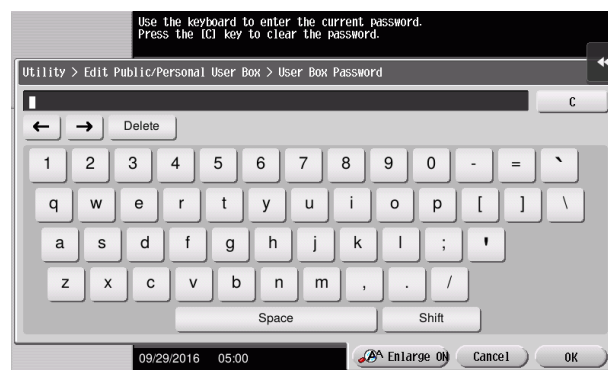 Use the keyboard to enter the current password.
Press the [C] key to clear the password.
Utility > Edit Public/Personal User Box > User Box Password
C
← → Delete
1 2 3 4 5 6 7 8 9 0 - = `
q w e r t y u i o p [ ] \
a s d f g h j k l ; '
z x c v b n m , . /
Space Shift
09/29/2016 05:00 Enlarge ON Cancel OK